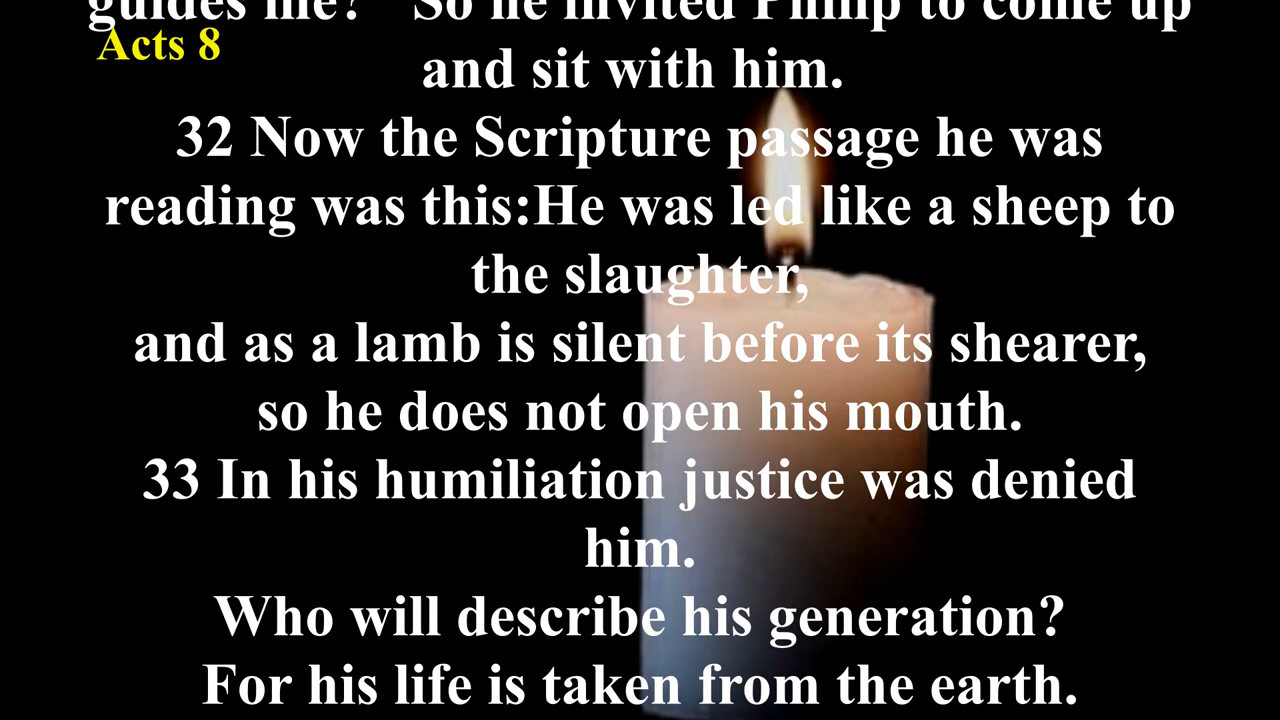 guides me?" So he invited Philip to come up
Acts 8
and sit with him.
32 Now the Scripture passage he was
reading was this:He was led like a sheep to
the slaughter,
and as a lamb is silent before its shearer,
so he does not open his mouth.
33 In his humiliation justice was denied
him.
Who will describe his generation?
For his life is taken from the earth.